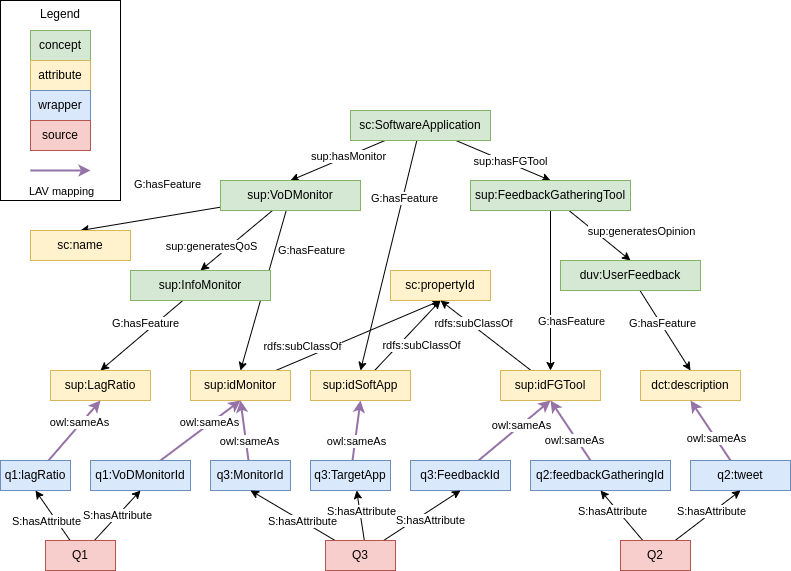 Legend
concept
attribute
wrapper
source
LAV mapping
sc:SoftwareApplication
sup:hasMonitor
sup:hasFGTool
G:hasFeature
sup:VoDMonitor
G:hasFeature
sup:FeedbackGatheringTool
sc:name
sup:generatesQoS
G:hasFeature
sup:generatesOpinion
sup:InfoMonitor
sc:propertyId
duv:UserFeedback
G:hasFeature
G:hasFeature
G:hasFeature
rdfs:subClassOf
rdfs:subClassOf
rdfs:subClassOf
sup:LagRatio
sup:idMonitor
sup:idSoftApp
sup:idFGTool
dct:description
owl:sameAs
owl:sameAs
owl:sameAs
owl:sameAs
owl:sameAs
owl:sameAs
owl:sameAs
q1:lagRatio
q1:VoDMonitorId
q3:MonitorId
q3:TargetApp
q3:FeedbackId
q2:feedbackGatheringId
q2:tweet
S:hasAttribute
S:hasAttribute
S:hasAttribute
S:hasAttribute
S:hasAttribute
S:hasAttribute
S:hasAttribute
Q1
Q3
Q2